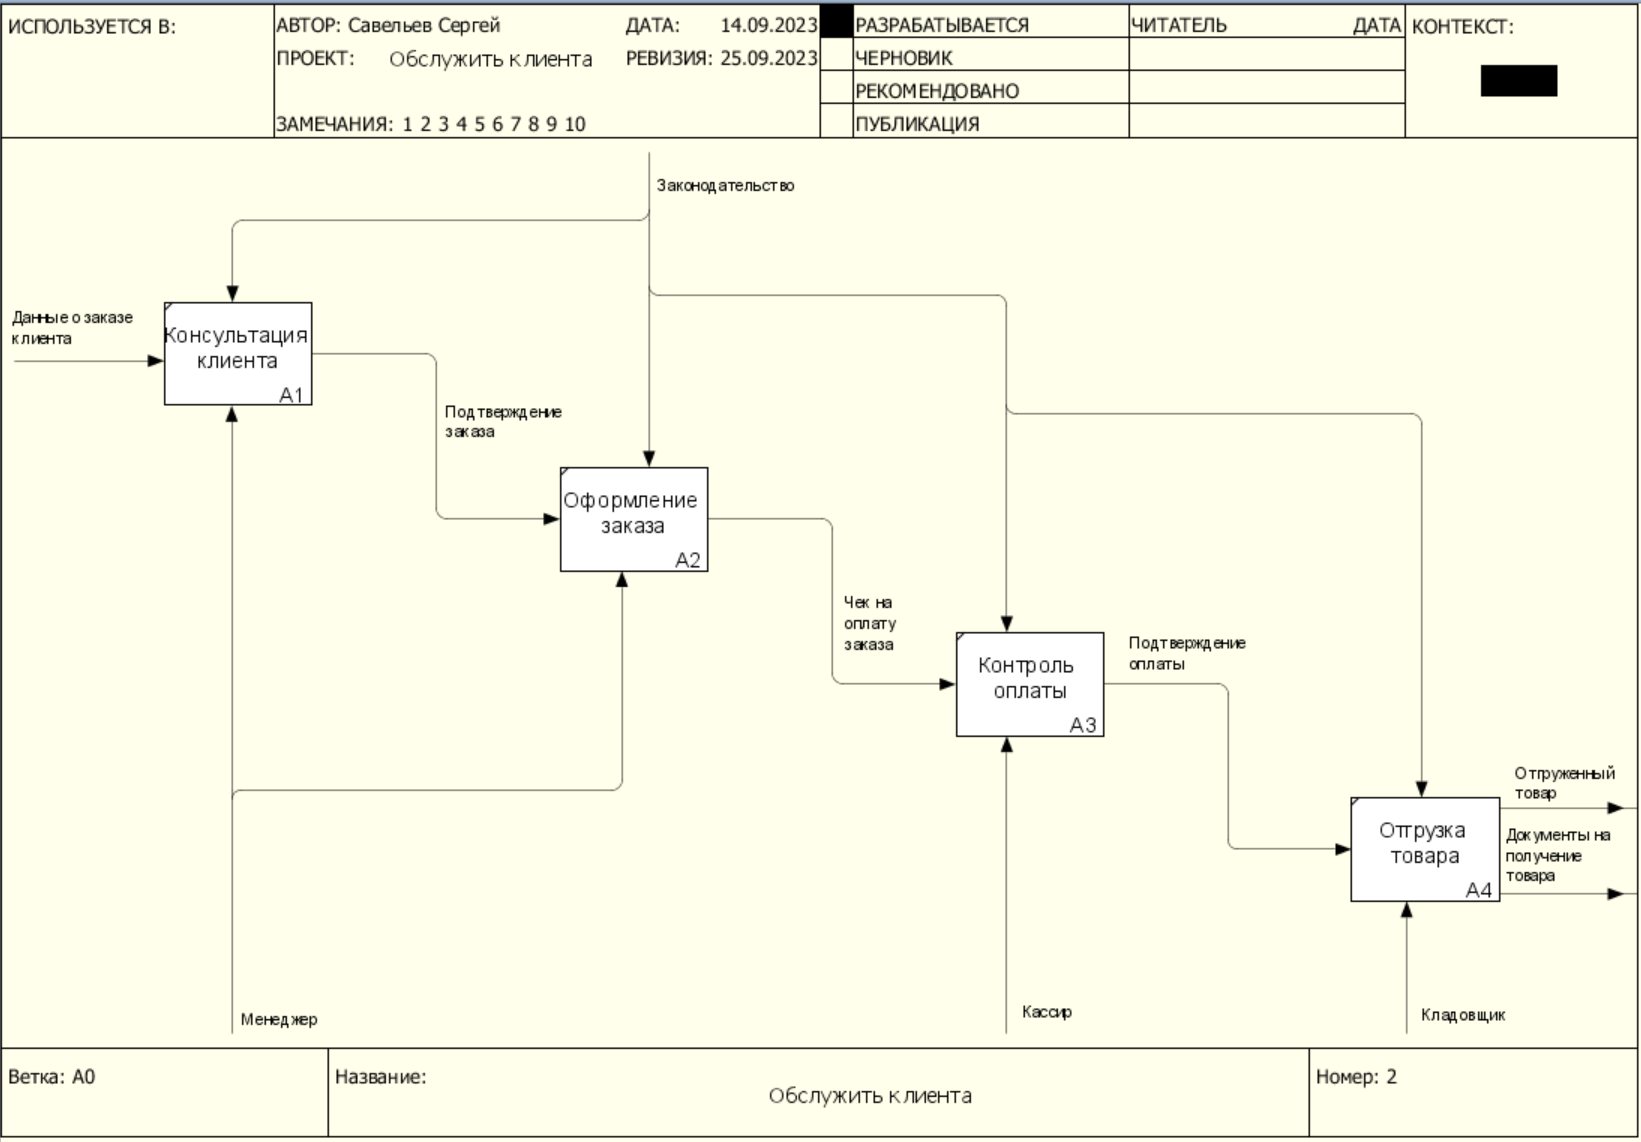 ИСПОЛЬЗУЕТСЯ В:
АВТОР: Савельев Сергей
ДАТА: 14.09.2023
РАЗРАБАТЫВАЕТСЯ
ЧИТАТЕЛЬ
ДАТА
КОНТЕКСТ:
ПРОЕКТ: Обслужить клиента
РЕВИЗИЯ: 25.09.2023
ЧЕРНОВИК
РЕКОМЕНДОВАНО
ЗАМЕЧАНИЯ: 1 2 3 4 5 6 7 8 9 10
ПУБЛИКАЦИЯ
Законодательство
Данные о заказе
клиента
Консультация
клиента
A1
Подтверждение
заказа
Оформление
заказа
A2
Чек на
оплату
заказа
Контроль
оплаты
A3
Подтверждение
оплаты
Отгрузка
товара
A4
Отгруженный
товар
Документы на
получение
товара
Менеджер
Кассир
Кладовщик
Ветка: A0
Название:
Обслужить клиента
Номер: 2